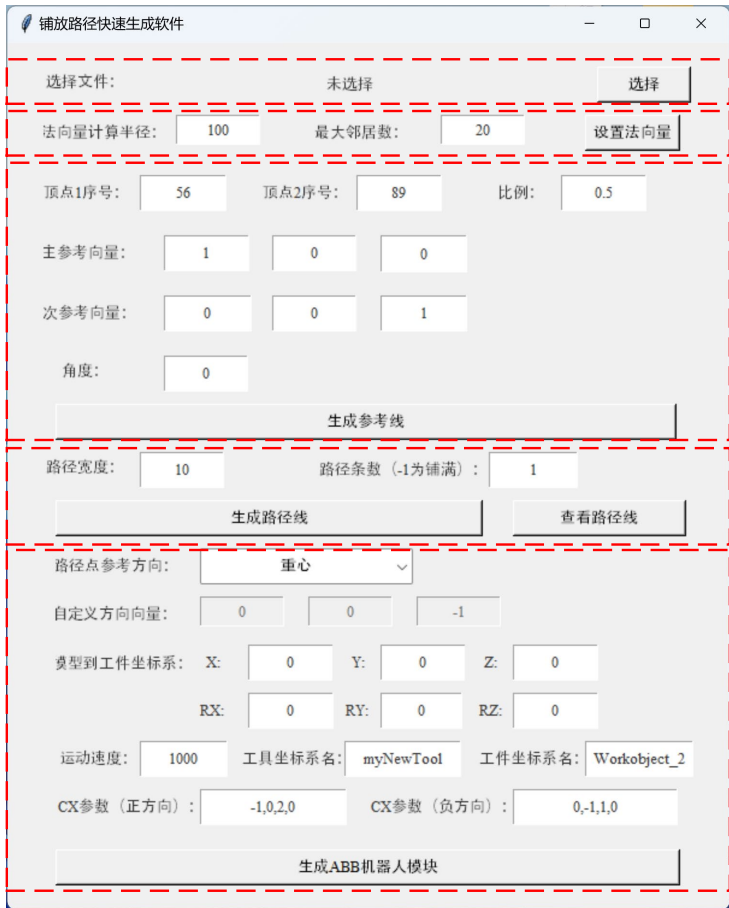 铺放路径快速生成软件
选择文件: 未选择 选择
法向量计算半径: 100 最大邻居数: 20 设置法向量
顶点1序号: 56 顶点2序号: 89 比例: 0.5
主参考向量: 1 0 0
次参考向量: 0 0 1
角度: 0
生成参考线
路径宽度: 10 路径条数（-1为铺满）: 1
生成路径线 查看路径线
路径点参考方向: 重心
自定义方向向量: 0 0 -1
模型到工件坐标系: X: 0 Y: 0 Z: 0
RX: 0 RY: 0 RZ: 0
运动速度: 1000 工具坐标系名: myNewTool 工件坐标系名: Workobject_2
CX参数（正方向）: -1,0,2,0 CX参数（负方向）: 0,-1,1,0
生成ABB机器人模块